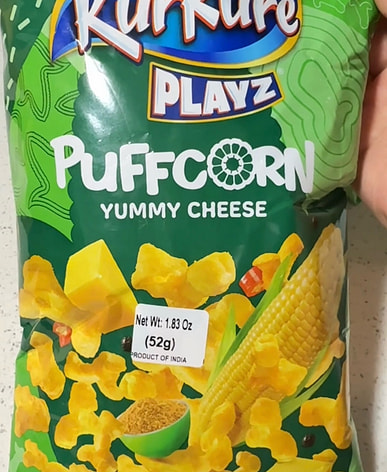 Kurkure
PLAYZ
PUFFCORN
YUMMY CHEESE
Net Wt: 1.83 Oz
(52g)
PRODUCT OF INDIA